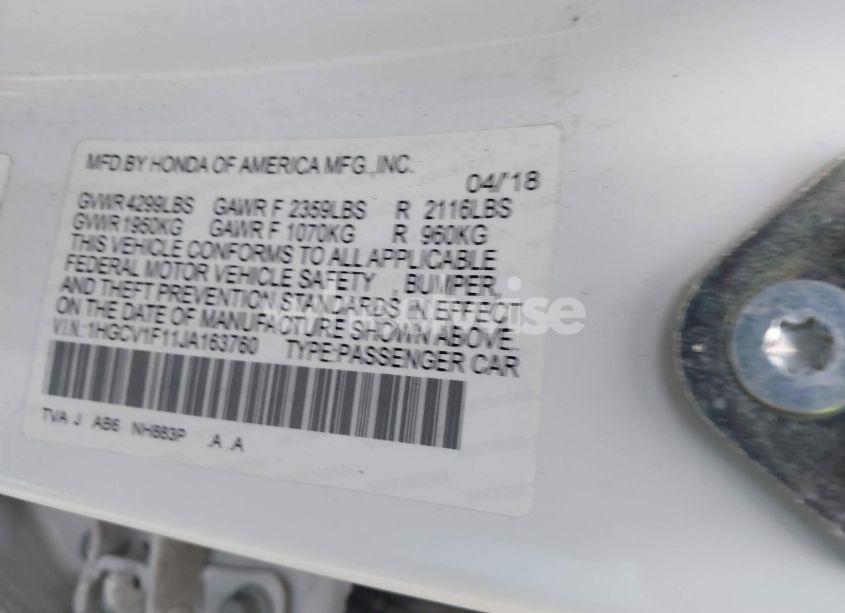 MFD.BY HONDA OF AMERICA MFG.,INC.
04/'18
GVWR 4299LBS GAWR F 2359LBS R 2116LBS
GVWR 1950KG GAWR F 1070KG R 960KG
THIS VEHICLE CONFORMS TO ALL APPLICABLE
FEDERAL MOTOR VEHICLE SAFETY , BUMPER,
AND THEFT PREVENTION STANDARDS IN EFFECT
ON THE DATE OF MANUFACTURE SHOWN ABOVE.
V.I.N.:1HGCV1F11JA163760 TYPE:PASSENGER CAR
TVA J AB6 NH883P .A .A